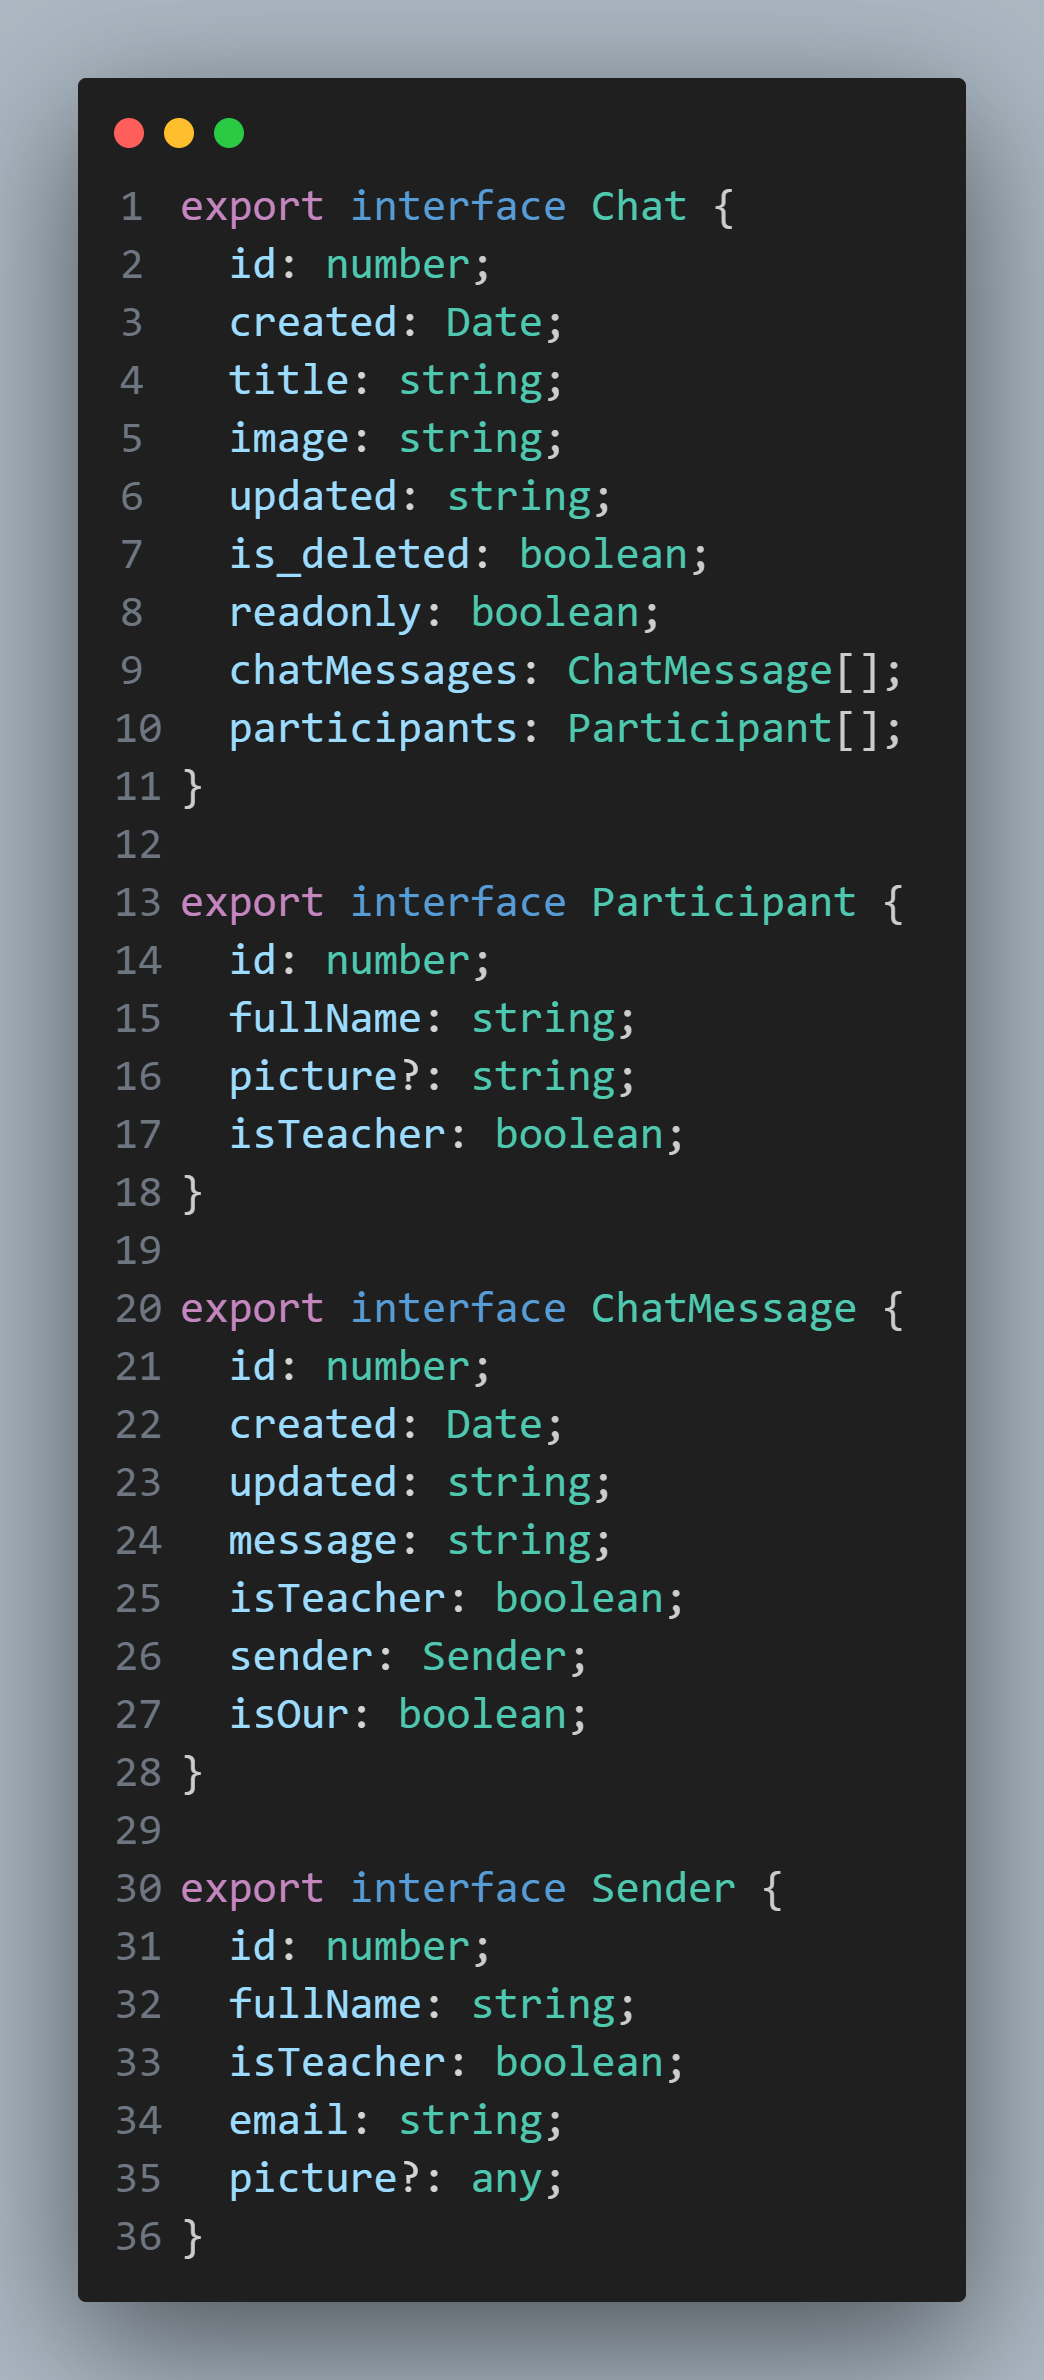 1 export interface Chat {
2   id: number;
3   created: Date;
4   title: string;
5   image: string;
6   updated: string;
7   is_deleted: boolean;
8   readonly: boolean;
9   chatMessages: ChatMessage[];
10   participants: Participant[];
11 }
12
13 export interface Participant {
14   id: number;
15   fullName: string;
16   picture?: string;
17   isTeacher: boolean;
18 }
19
20 export interface ChatMessage {
21   id: number;
22   created: Date;
23   updated: string;
24   message: string;
25   isTeacher: boolean;
26   sender: Sender;
27   isOur: boolean;
28 }
29
30 export interface Sender {
31   id: number;
32   fullName: string;
33   isTeacher: boolean;
34   email: string;
35   picture?: any;
36 }